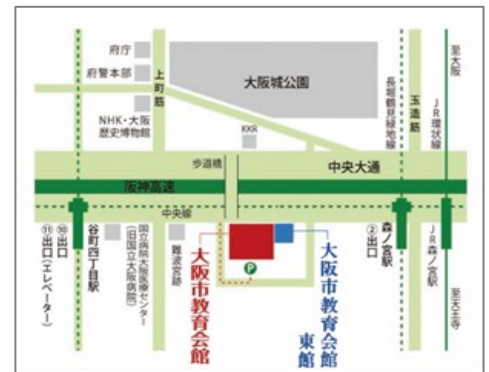 府庁
府警本部
NHK・大阪
歴史博物館
上町筋
大阪城公園
KKR
長堀鶴見緑地線
玉造筋
JR環状線
至大阪
歩道橋
中央大通
阪神高速
中央線
⑪出口(エレベーター)
⑩出口
谷町四丁目駅
国立病院大阪医療センター
(旧国立大阪病院)
難波宮跡
大阪市教育会館
P
大阪市教育会館
東館
②出口
森ノ宮駅
JR森ノ宮駅
至天王寺